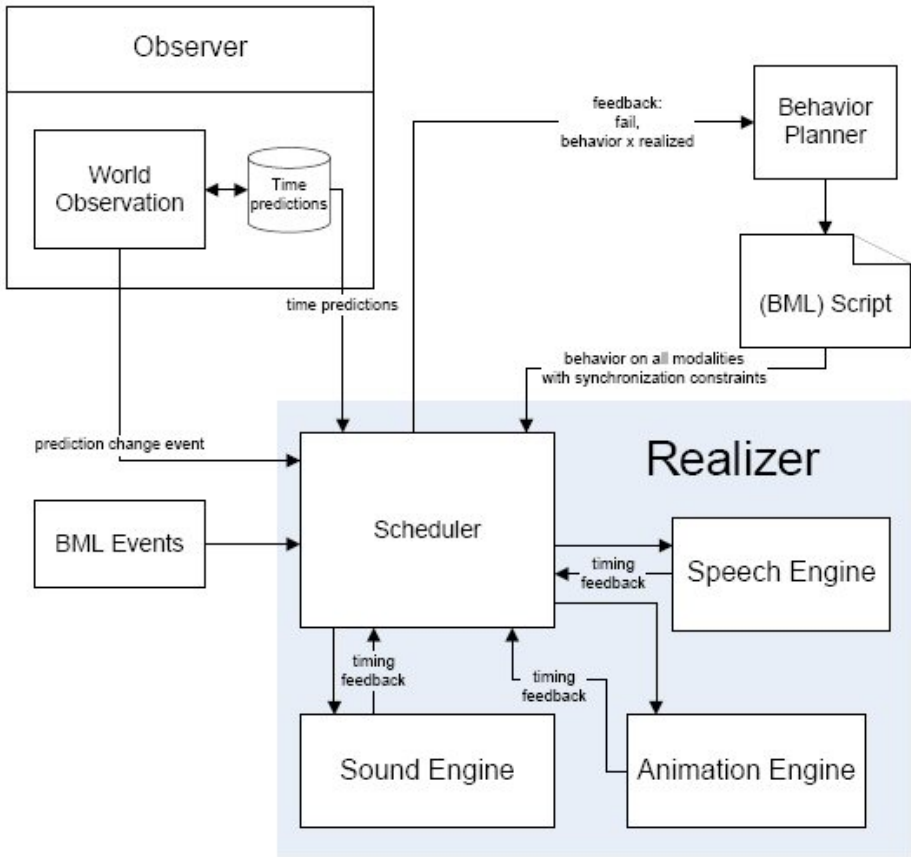 Observer
World
Observation
Time
predictions
feedback:
fail,
behavior x realized
Behavior
Planner
time predictions
(BML) Script
behavior on all modalities
with synchronization constraints
prediction change event
Realizer
BML Events
Scheduler
timing
feedback
Speech Engine
timing
feedback
timing
feedback
Sound Engine
Animation Engine